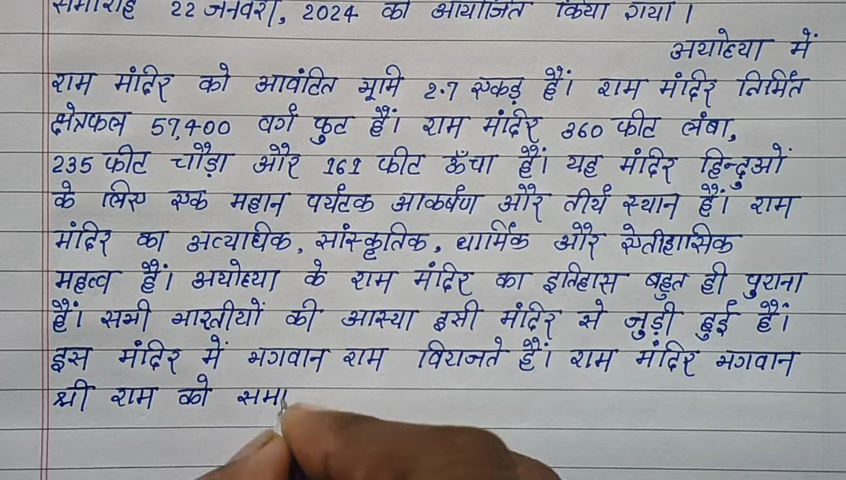 समारोह 22 जनवरी, 2024 को आयोजित किया गया।
अयोध्या में
राम मंदिर को आवंटित भूमि 2.7 एकड़ हैं। राम मंदिर निर्मित
क्षेत्रफल 57,400 वर्ग फुट हैं। राम मंदिर 360 फीट लंबा,
235 फीट चौड़ा और 161 फीट ऊँचा हैं। यह मंदिर हिन्दुओं
के लिए एक महान पर्यटक आकर्षण और तीर्थ स्थान हैं। राम
मंदिर का अत्याधिक, सांस्कृतिक, धार्मिक और ऐतीहासिक
महत्व हैं। अयोध्या के राम मंदिर का इतिहास बहुत ही पुराना
हैं। सभी भारतीयों की आस्था इसी मंदिर से जुड़ी हुई हैं।
इस मंदिर में भगवान राम विराजते हैं। राम मंदिर भगवान
श्री राम को समा